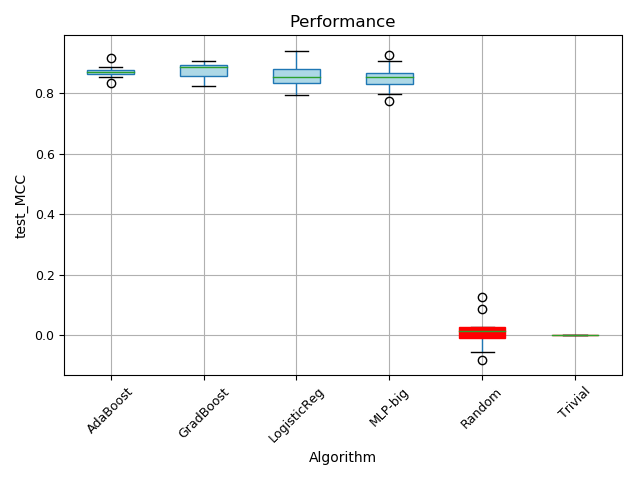 Performance
test_MCC
0.8
0.6
0.4
0.2
0.0
AdaBoost
GradBoost
LogisticReg
MLP-big
Random
Trivial
Algorithm